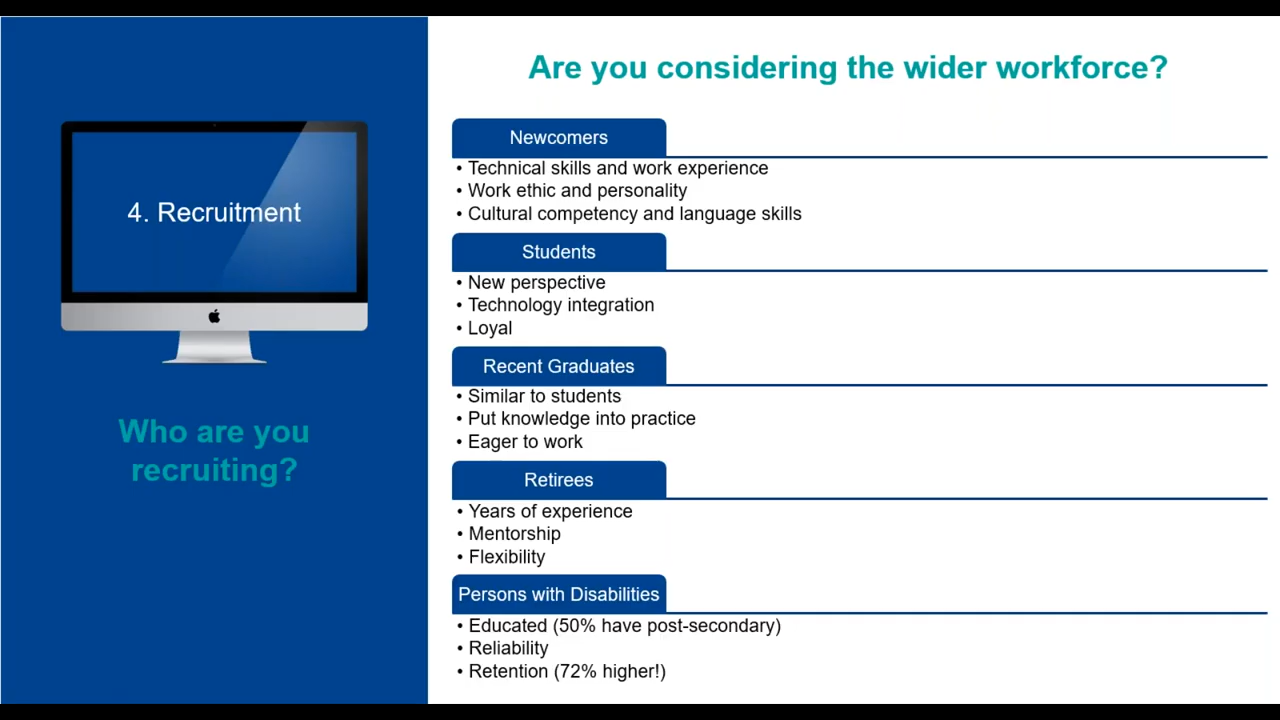 4. Recruitment
Who are you
recruiting?
Are you considering the wider workforce?
Newcomers
• Technical skills and work experience
• Work ethic and personality
• Cultural competency and language skills
Students
• New perspective
• Technology integration
• Loyal
Recent Graduates
• Similar to students
• Put knowledge into practice
• Eager to work
Retirees
• Years of experience
• Mentorship
• Flexibility
Persons with Disabilities
• Educated (50% have post-secondary)
• Reliability
• Retention (72% higher!)